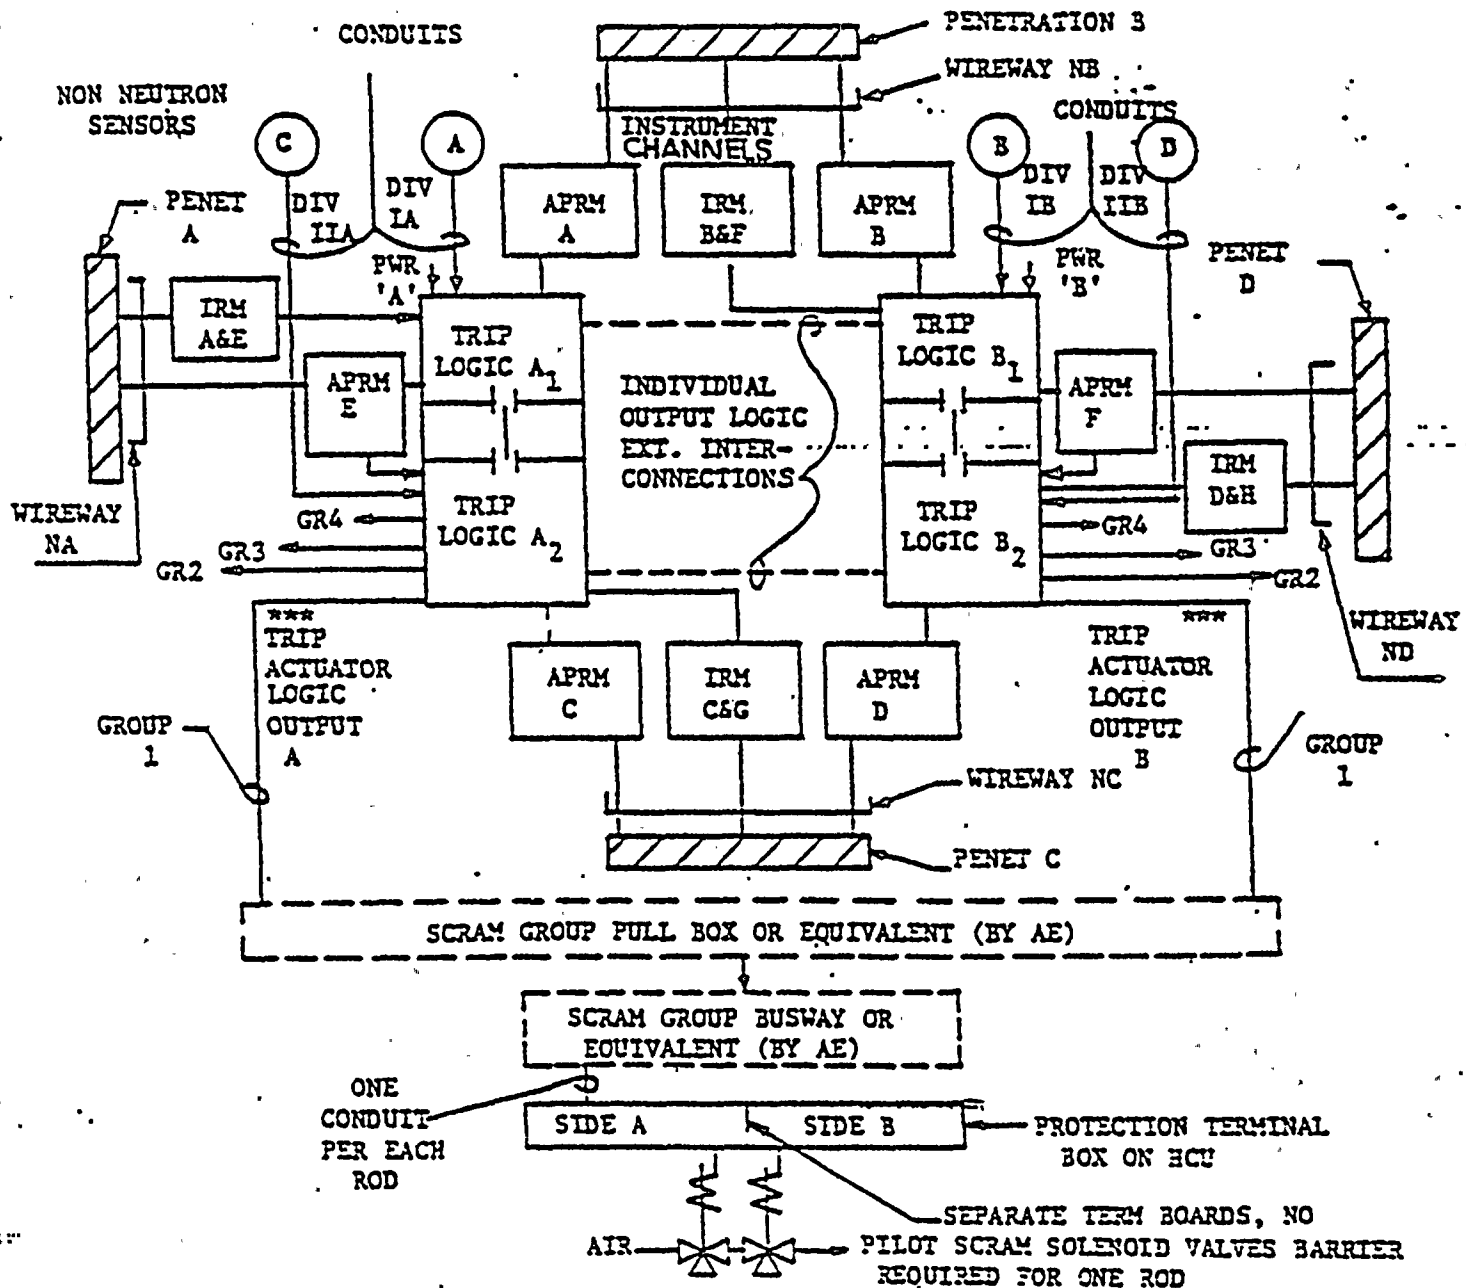 CONDUITS
PENETRATION B
WIREWAY NB
NON NEUTRON
SENSORS
CONDUITS
INSTRUMENT
CHANNELS
C
A
B
D
PENET
A
DIV
IIA
DIV
IA
APRM
A
IRM
B&F
APRM
B
DIV
IB
DIV
IIB
PENET
D
PWR
'A'
PWR
'B'
IRM
A&E
APRM
E
TRIP
LOGIC A1
INDIVIDUAL
OUTPUT LOGIC
EXT. INTER-
CONNECTIONS
TRIP
LOGIC B1
APRM
F
IRM
D&H
WIREWAY
NA
TRIP
LOGIC A2
TRIP
LOGIC B2
GR4
GR3
GR2
GR4
GR3
GR2
WIREWAY
ND
***
TRIP
ACTUATOR
LOGIC
OUTPUT
A
APRM
C
IRM
C&G
APRM
D
***
TRIP
ACTUATOR
LOGIC
OUTPUT
B
GROUP
1
GROUP
1
WIREWAY NC
PENET C
SCRAM GROUP PULL BOX OR EQUIVALENT (BY AE)
SCRAM GROUP BUSWAY OR
EQUIVALENT (BY AE)
ONE
CONDUIT
PER EACH
ROD
SIDE A
SIDE B
PROTECTION TERMINAL
BOX ON HCU
SEPARATE TERM BOARDS, NO
AIR
PILOT SCRAM SOLENOID VALVES BARRIER
REQUIRED FOR ONE ROD